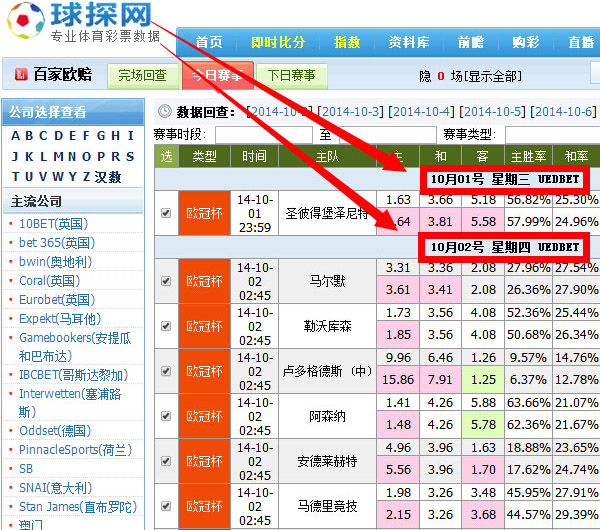 球探网
专业体育彩票数据
首页 即时比分 指数 资料库 前瞻 购彩 直播
百家欧赔 完场回查 今日赛事 下日赛事 隐 0 场[显示全部]
公司选择查看
A B C D E F G H I
J K L M N O P R S
T U V W Y Z 汉 数
主流公司
10BET(英国)
bet 365(英国)
bwin(奥地利)
Coral(英国)
Eurobet(英国)
Expekt(马耳他)
Gamebookers(安提瓜
和巴布达)
IBCBET(哥斯达黎加)
Interwetten(塞浦路
斯)
Oddset(德国)
PinnacleSports(荷兰)
SB
SNAI(意大利)
Stan James(直布罗陀)
澳门
数据回查： [2014-10-2] [2014-10-3] [2014-10-4] [2014-10-5] [2014-10-6]
赛事时段： 至 赛事类型：
选 类型 时间 主队 主 和 客 主胜率 和率
10月01号 星期三 UEDBET
欧冠杯 14-10-01 23:59 圣彼得堡泽尼特 1.63 3.66 5.18 56.82% 25.30%
.64 3.81 5.58 57.99% 24.96%
10月02号 星期四 UEDBET
欧冠杯 14-10-02 02:45 马尔默 3.31 3.36 2.08 27.96% 27.54%
3.61 3.41 2.08 26.36% 27.90%
欧冠杯 14-10-02 02:45 勒沃库森 1.73 3.56 4.08 52.36% 25.44%
1.85 3.56 4.08 50.68% 26.34%
欧冠杯 14-10-02 02:45 卢多格德斯 (中) 9.96 6.46 1.26 9.57% 14.76%
15.86 7.91 1.25 6.37% 12.78%
欧冠杯 14-10-02 02:45 阿森纳 1.41 4.26 5.88 63.66% 21.07%
1.48 4.26 5.78 62.36% 21.67%
欧冠杯 14-10-02 02:45 安德莱赫特 4.96 3.96 1.63 18.88% 23.65%
5.56 3.96 1.70 17.62% 24.74%
欧冠杯 14-10-02 02:45 马德里竞技 1.98 3.26 3.48 45.95% 27.91%
2.15 3.26 3.68 44.57% 29.39%